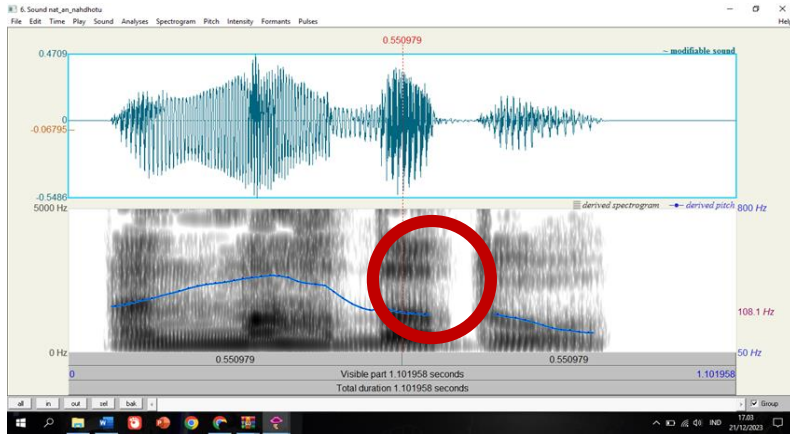 6. Sound nat_an_nahdhotu
File Edit View Time Play Sound Analyses Spectrogram Pitch Intensity Formants Pulses Hel
0.550979
0.4709
~ modifiable sound
0
-0.06795
-0.5486
5000 Hz
derived spectrogram derived pitch
800 Hz
108.1 Hz
0 Hz
50 Hz
0.550979 0.550979
0 Visible part 1.101958 seconds 1.101958
Total duration 1.101958 seconds
all in out sel bak Group
IND
17.03
21/12/2023